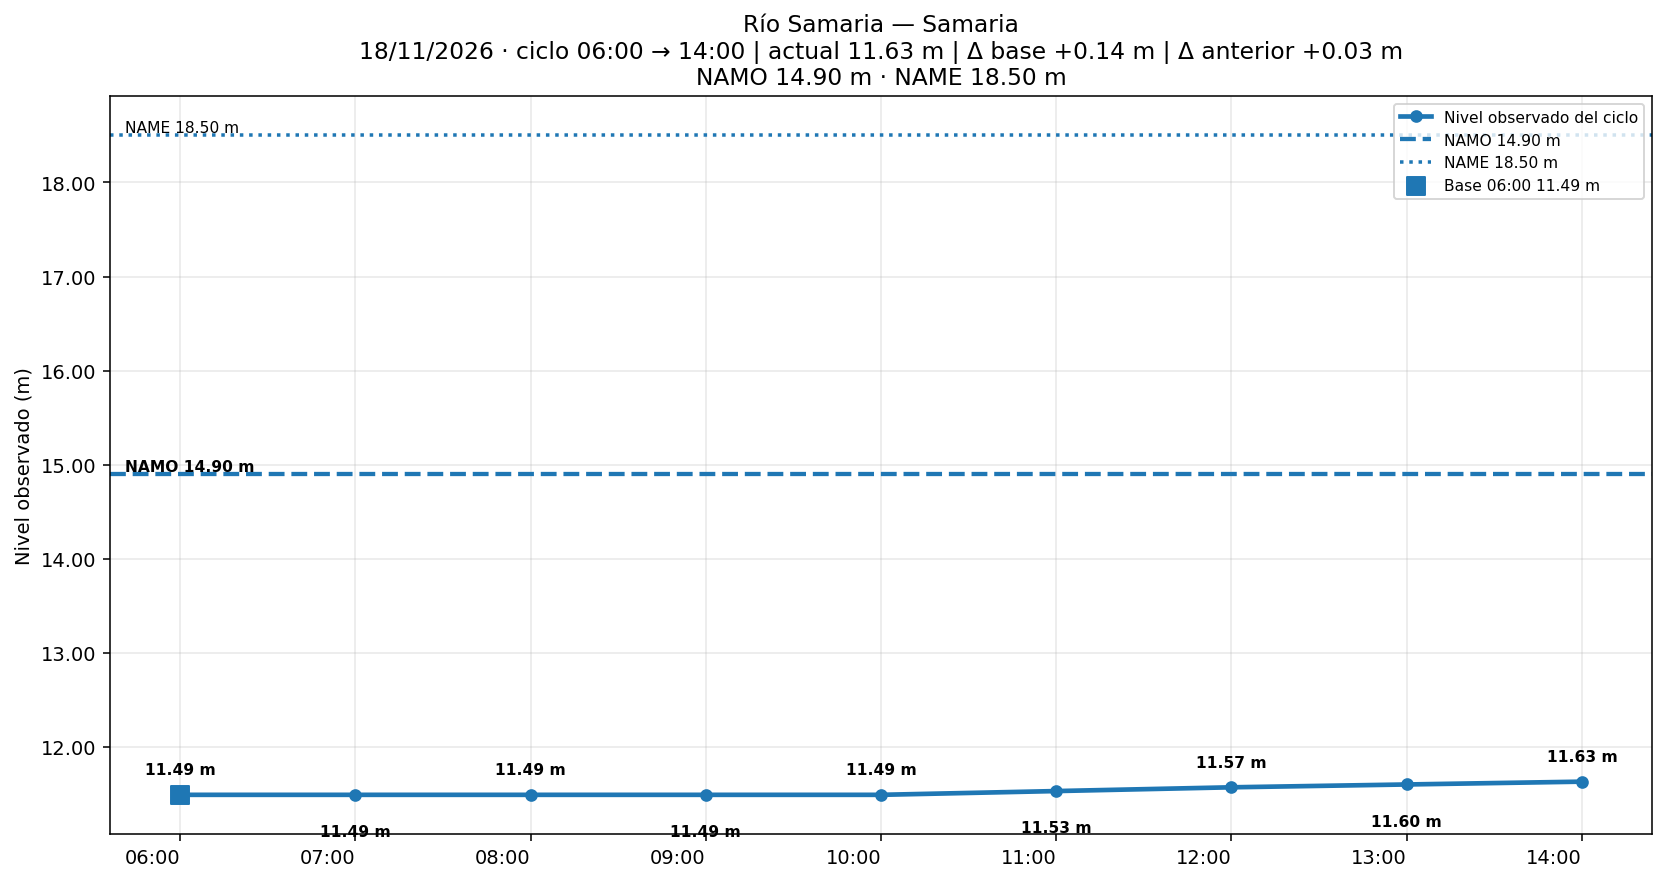 Río Samaria — Samaria
18/11/2026 · ciclo 06:00 → 14:00 | actual 11.63 m | Δ base +0.14 m | Δ anterior +0.03 m
NAMO 14.90 m · NAME 18.50 m
NAME 18.50 m
Nivel observado del ciclo
NAMO 14.90 m
NAME 18.50 m
Base 06:00 11.49 m
18.00
17.00
16.00
15.00
14.00
13.00
12.00
Nivel observado (m)
NAMO 14.90 m
11.49 m
11.49 m
11.49 m
11.49 m
11.49 m
11.53 m
11.57 m
11.60 m
11.63 m
06:00
07:00
08:00
09:00
10:00
11:00
12:00
13:00
14:00